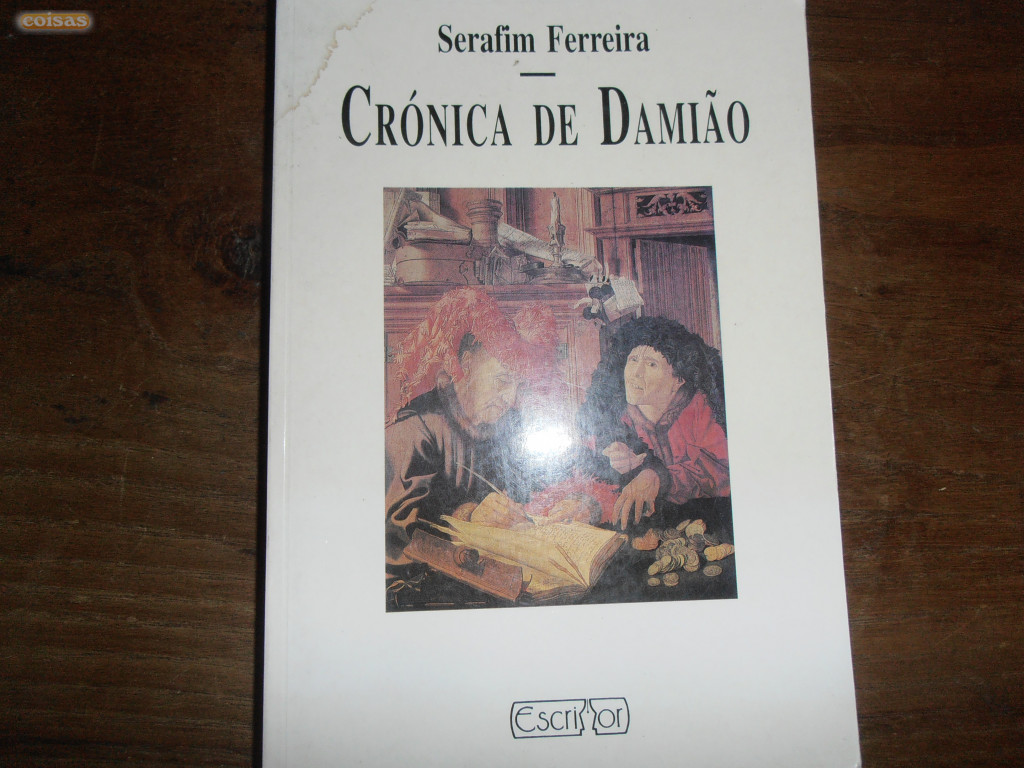 coisas
Serafim Ferreira
CRÓNICA DE DAMIÃO
Escritor